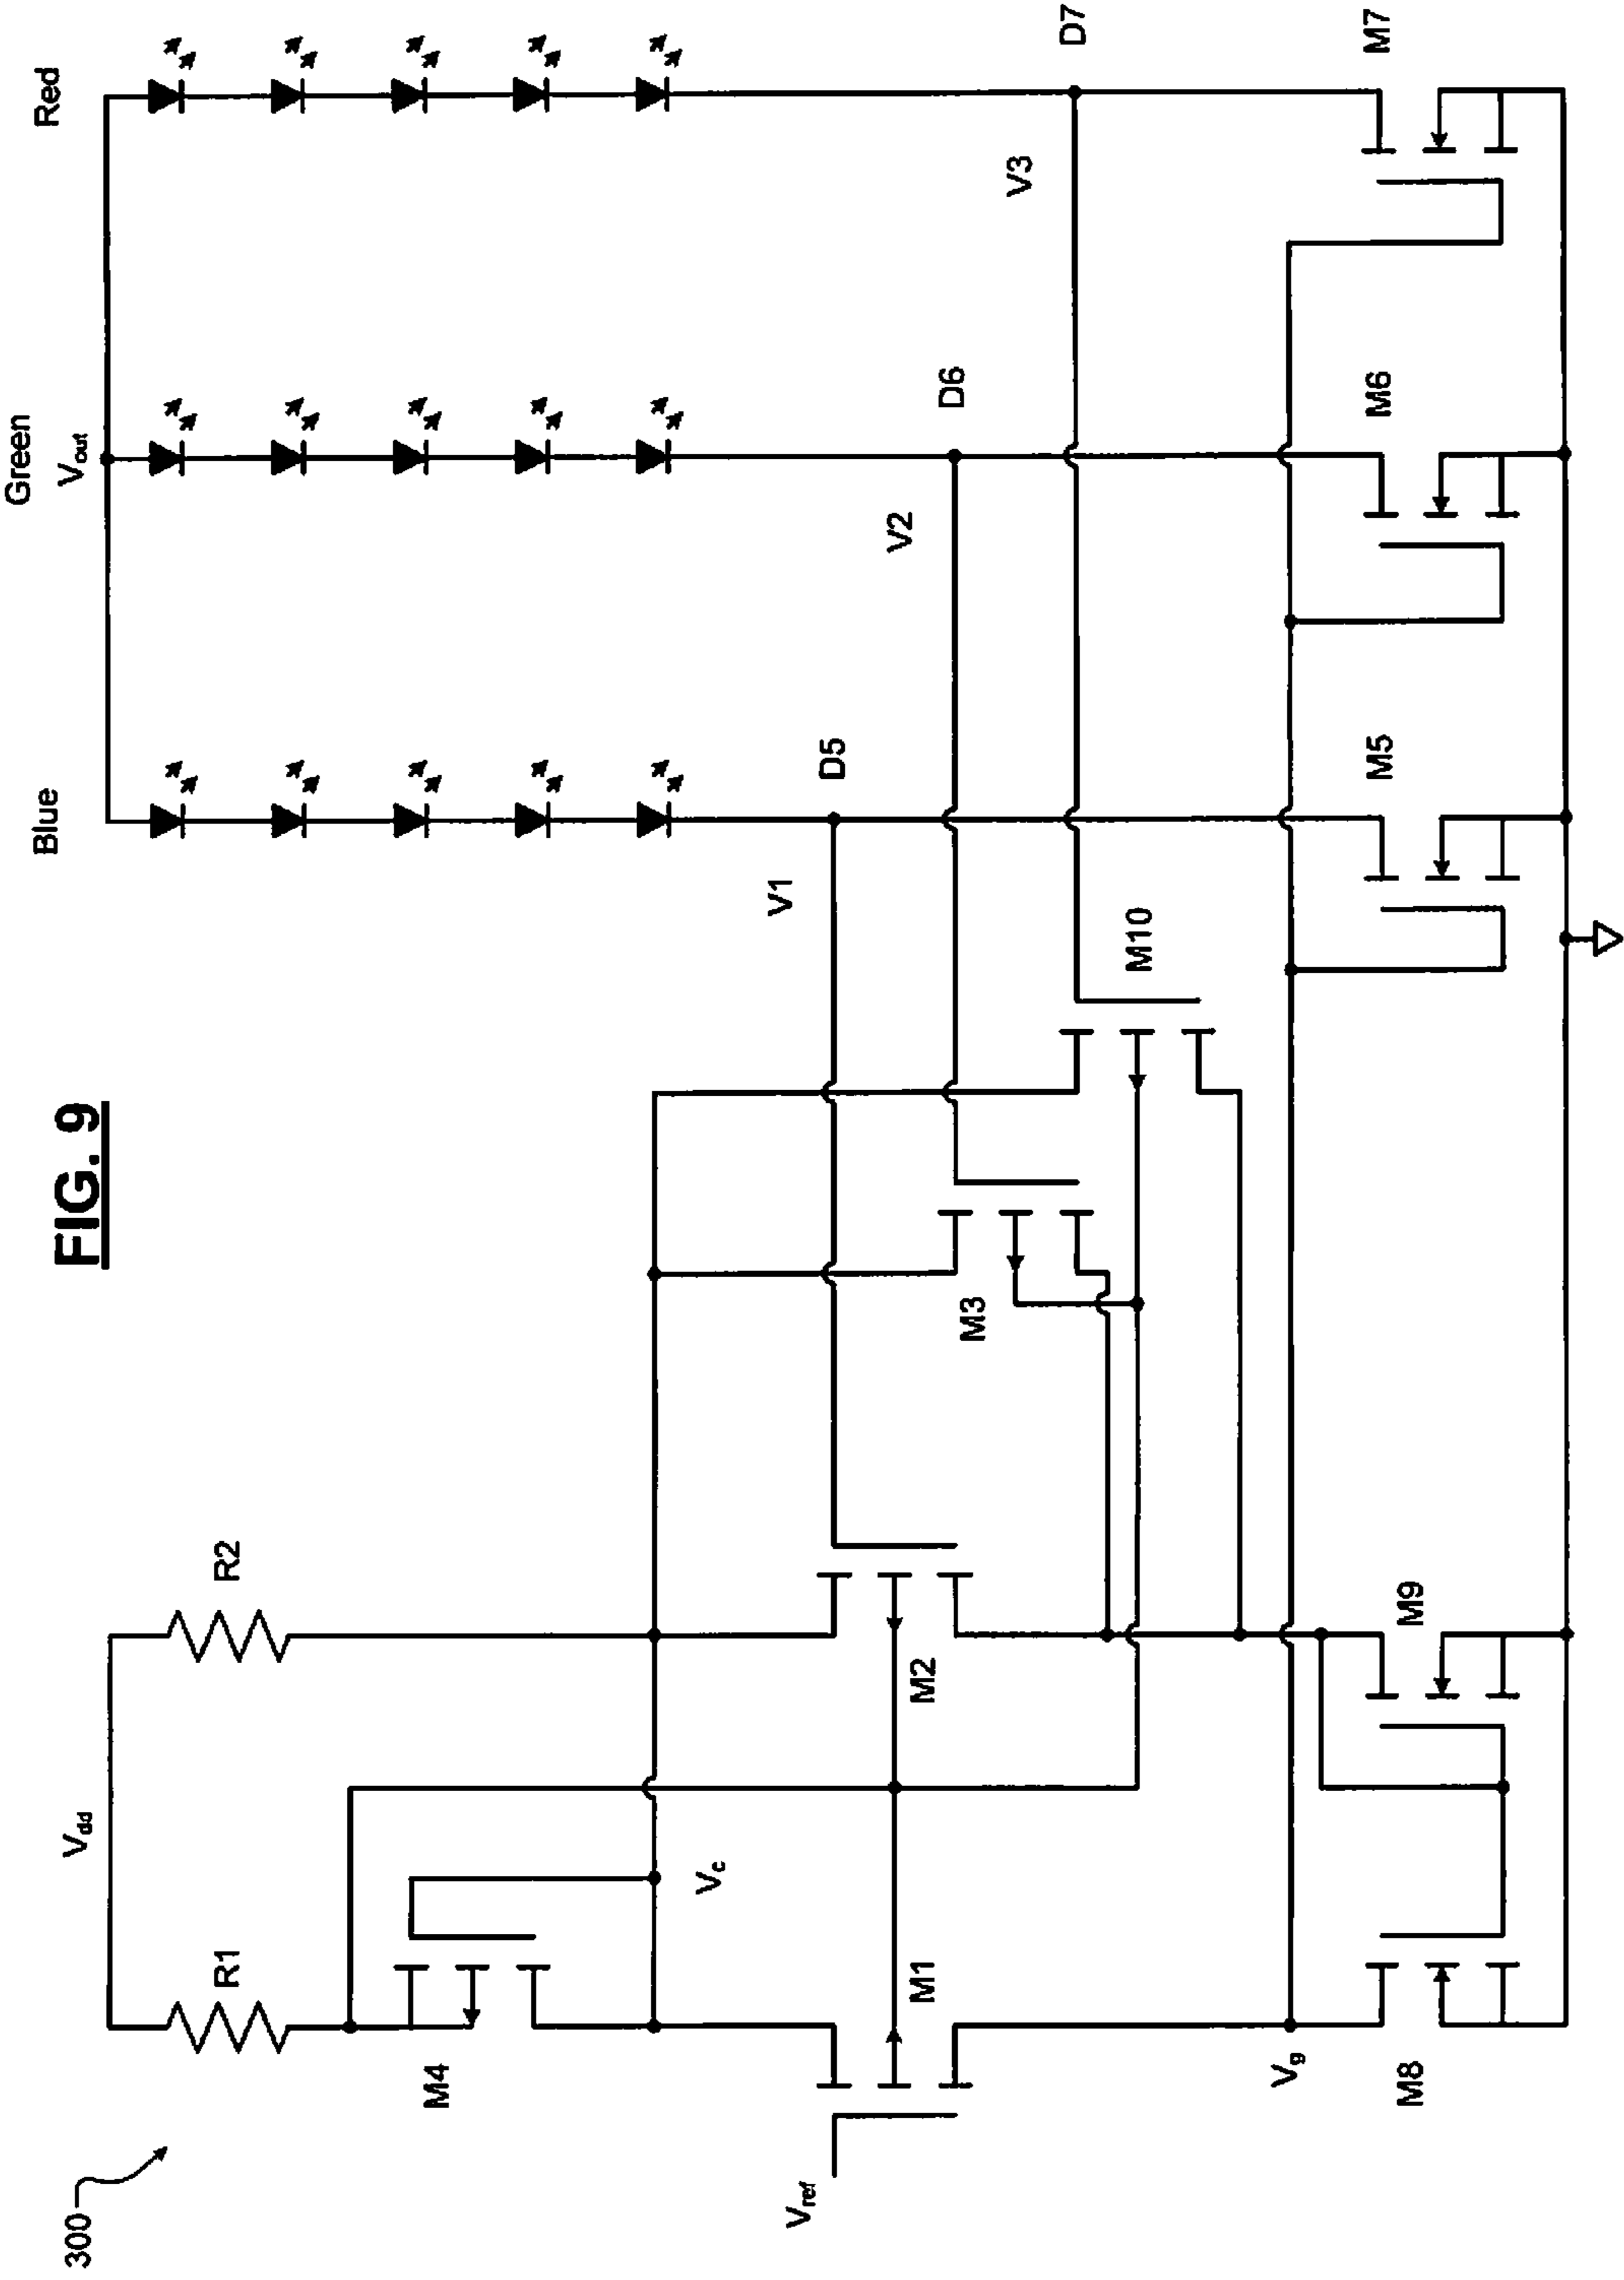 FIG. 9
300
Vdd
R1
R2
M4
Vc
Vref
M1
M2
M3
M10
Vg
M8
M9
Blue
Green
Red
Vout
V1
D5
V2
D6
V3
D7
M5
M6
M7